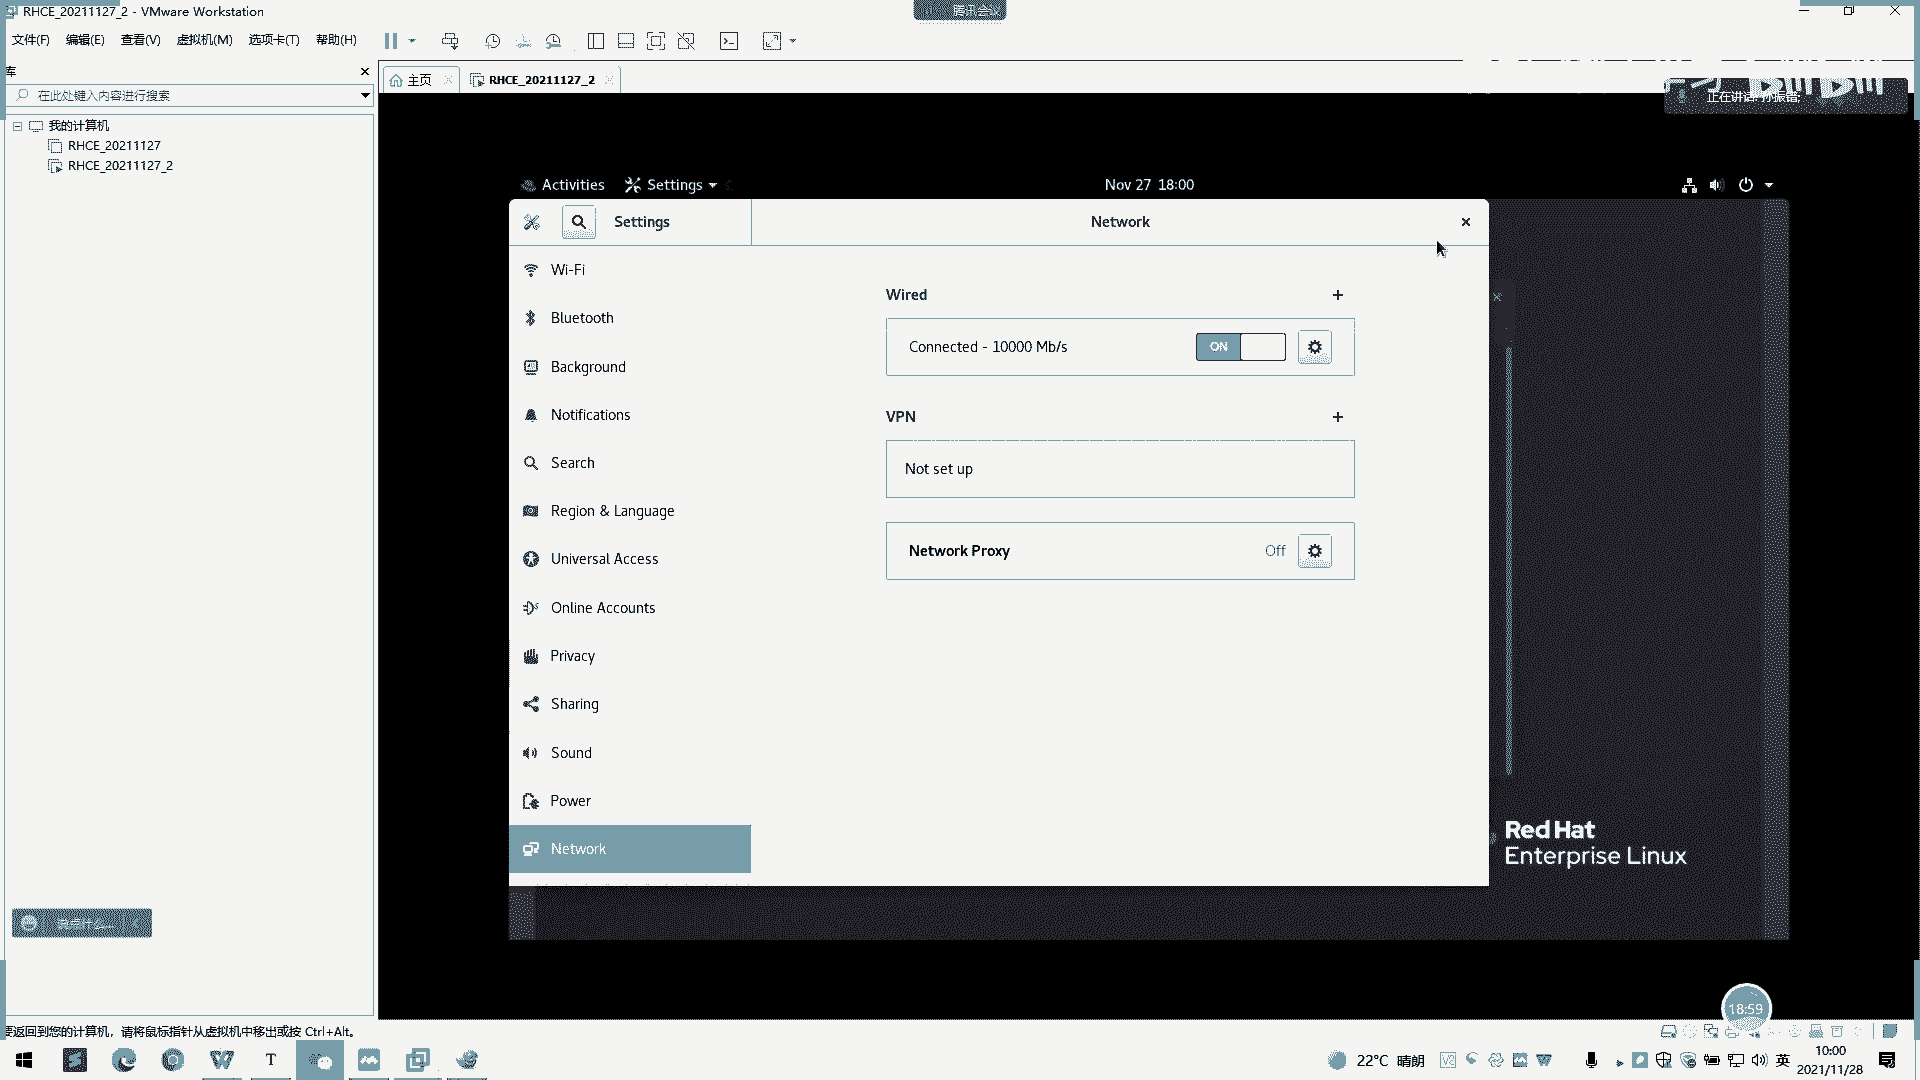 RHCE_20211127_2 - VMware Workstation
腾讯会议
文件(F) 编辑(E) 查看(V) 虚拟机(M) 选项卡(T) 帮助(H)
库
主页
RHCE_20211127_2
在此处键入内容进行搜索
正在讲话:
我的计算机
RHCE_20211127
RHCE_20211127_2
Activities
Settings
Nov 27 18:00
Settings
Network
Wi-Fi
Bluetooth
Background
Notifications
Search
Region & Language
Universal Access
Online Accounts
Privacy
Sharing
Sound
Power
Network
Wired
Connected - 10000 Mb/s
ON
VPN
Not set up
Network Proxy
Off
Red Hat
Enterprise Linux
说点什么...
18:59
要返回到您的计算机，请将鼠标指针从虚拟机中移出或按 Ctrl+Alt。
22°C 晴朗
英
10:00
2021/11/28